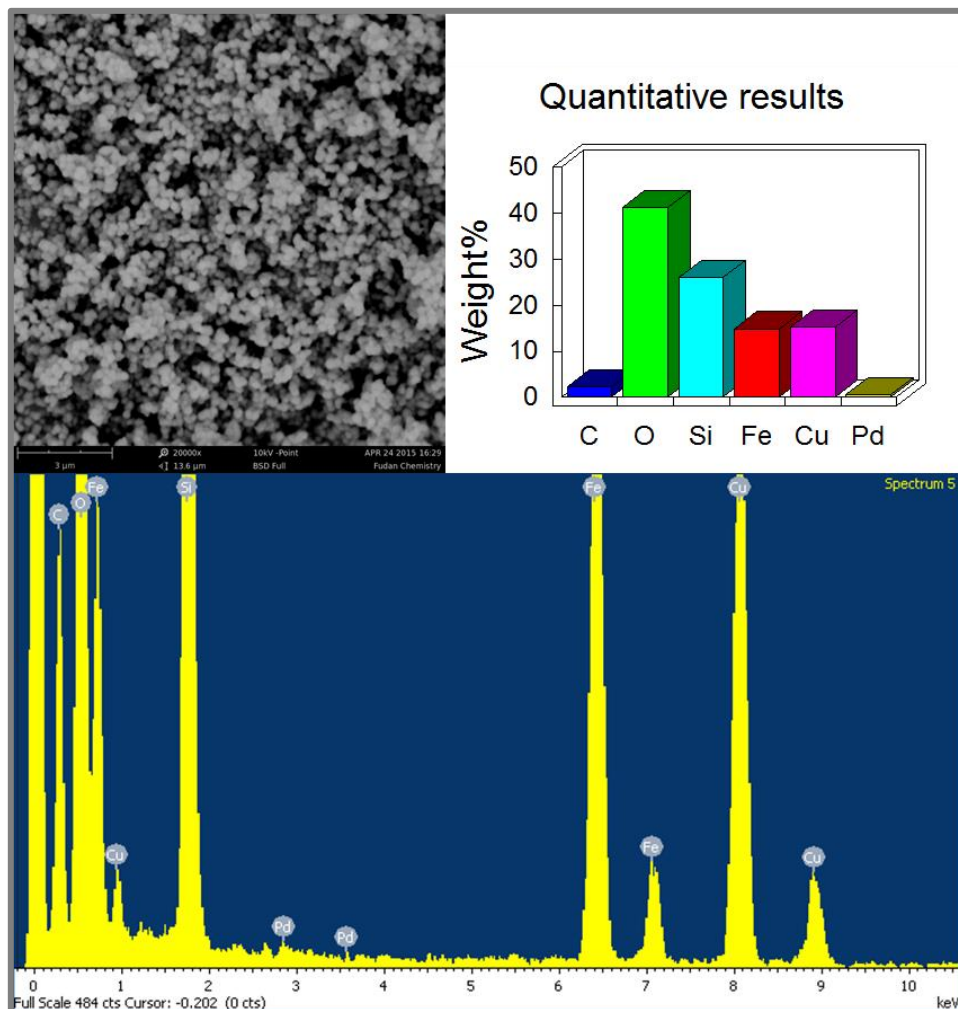 Quantitative results
Weight%
50
40
30
20
10
0
C O Si Fe Cu Pd
3 µm
20000x
13.6 µm
10kV -Point
BSD Full
APR 24 2015 16:29
Fudan Chemistry
Spectrum 5
C
O
Fe
Cu
Si
Pd
Pd
Fe
Fe
Cu
Cu
0 1 2 3 4 5 6 7 8 9 10
Full Scale 484 cts Cursor: -0.202 (0 cts)
keV